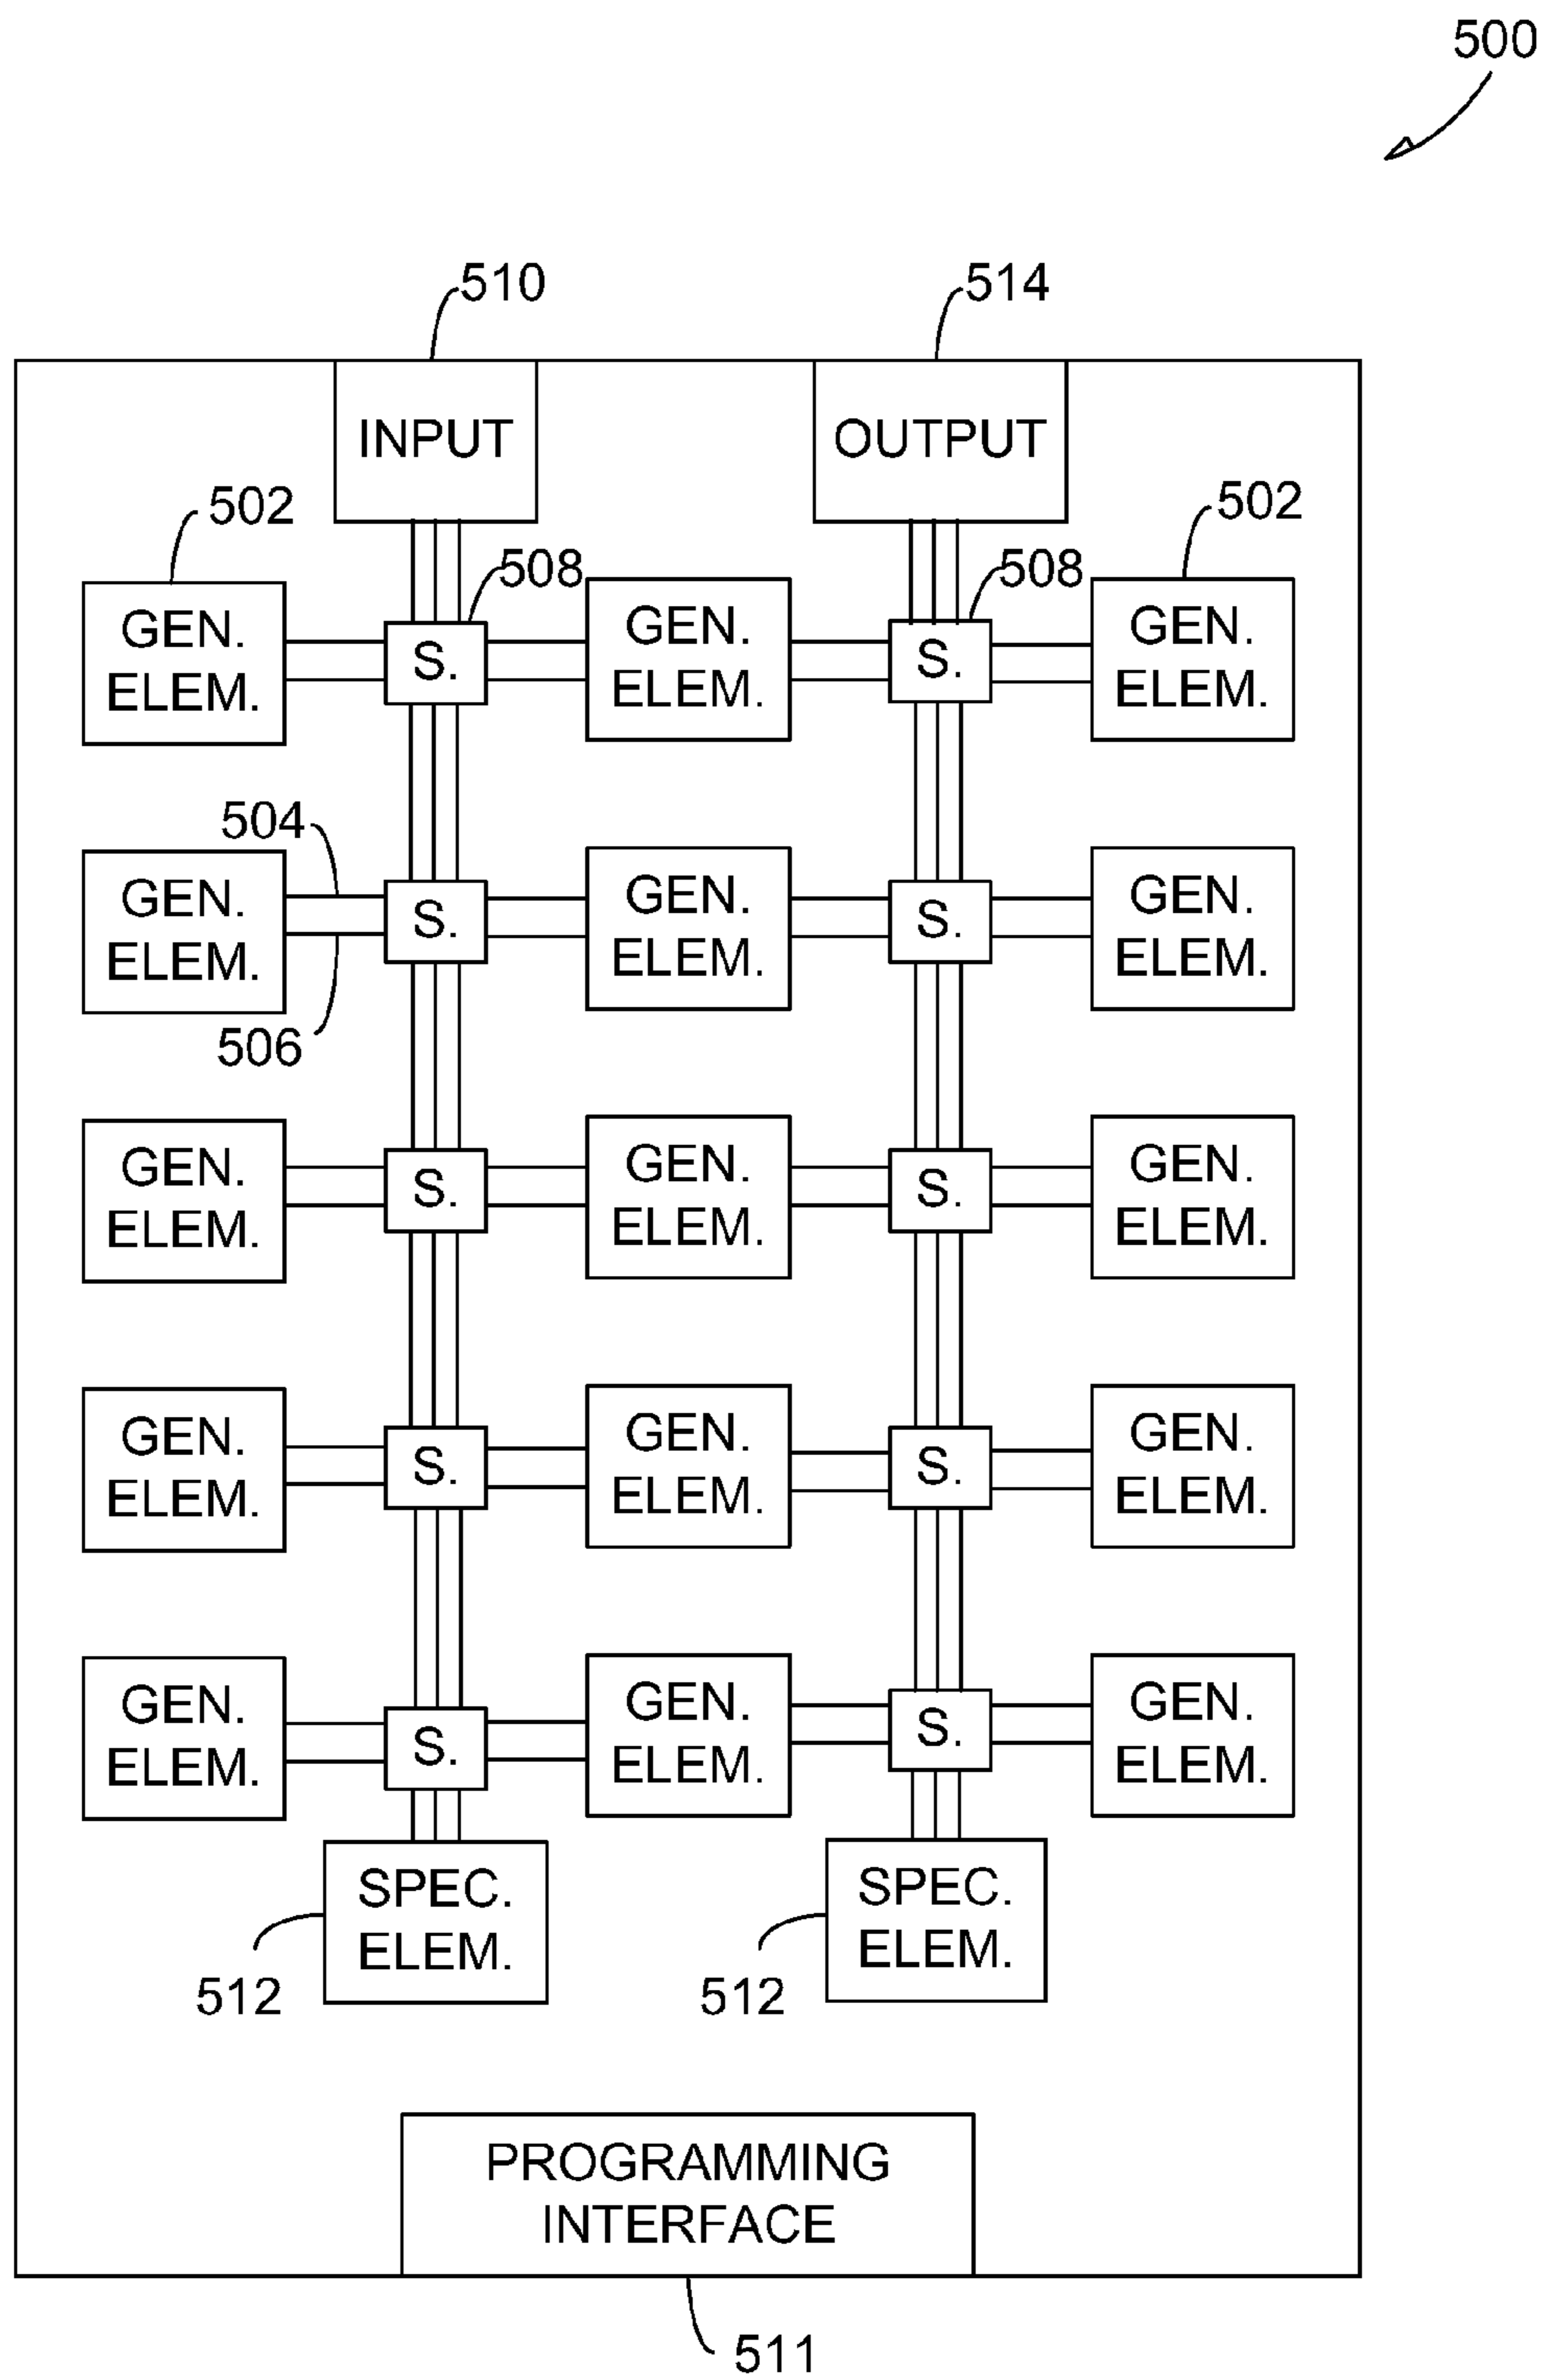 500
510
514
INPUT
OUTPUT
502
502
508
508
GEN.
ELEM.
S.
GEN.
ELEM.
S.
GEN.
ELEM.
504
GEN.
ELEM.
S.
GEN.
ELEM.
S.
GEN.
ELEM.
506
GEN.
ELEM.
S.
GEN.
ELEM.
S.
GEN.
ELEM.
GEN.
ELEM.
S.
GEN.
ELEM.
S.
GEN.
ELEM.
GEN.
ELEM.
S.
GEN.
ELEM.
S.
GEN.
ELEM.
SPEC.
ELEM.
SPEC.
ELEM.
512
512
PROGRAMMING
INTERFACE
511